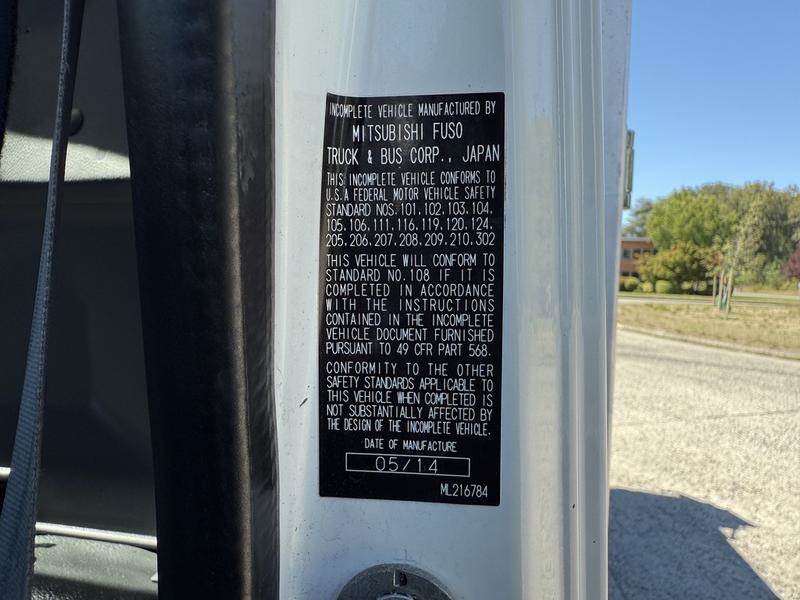 INCOMPLETE VEHICLE MANUFACTURED BY
MITSUBISHI FUSO
TRUCK & BUS CORP., JAPAN
THIS INCOMPLETE VEHICLE CONFORMS TO
U.S.A FEDERAL MOTOR VEHICLE SAFETY
STANDARD NOS. 101. 102. 103. 104.
105. 106. 111. 116. 119. 120. 124.
205. 206. 207. 208. 209. 210. 302
THIS VEHICLE WILL CONFORM TO
STANDARD NO. 108 IF IT IS
COMPLETED IN ACCORDANCE
WITH THE INSTRUCTIONS
CONTAINED IN THE INCOMPLETE
VEHICLE DOCUMENT FURNISHED
PURSUANT TO 49 CFR PART 568.
CONFORMITY TO THE OTHER
SAFETY STANDARDS APPLICABLE TO
THIS VEHICLE WHEN COMPLETED IS
NOT SUBSTANTIALLY AFFECTED BY
THE DESIGN OF THE INCOMPLETE VEHICLE.
DATE OF MANUFACTURE
05/14
ML216784